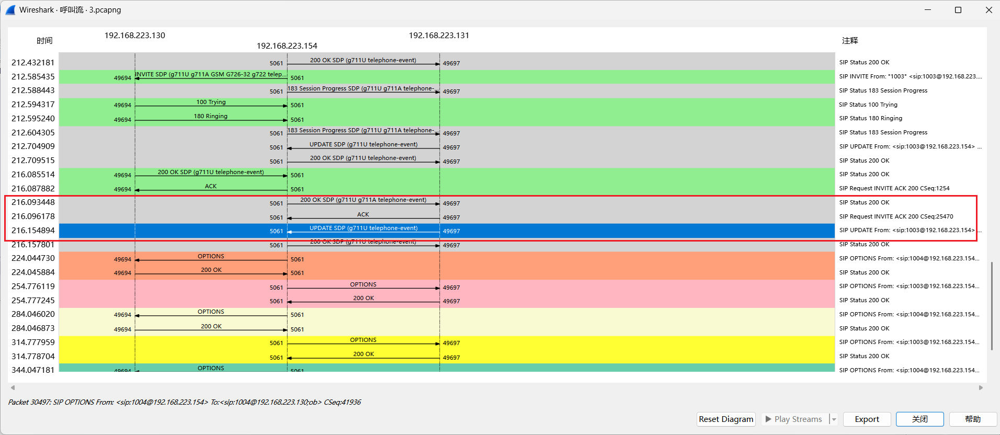 Wireshark · 呼叫流 · 3.pcapng
192.168.223.130 192.168.223.131
时间 注释
192.168.223.154
212.432181 5061 200 OK SDP (g711U telephone-event) 49697 SIP Status 200 OK
212.585435 49694 INVITE SDP (g711U g711A GSM G726-32 g722 telep... 5061 SIP INVITE From: "1003" <sip:1003@192.168.223....
212.588443 5061 183 Session Progress SDP (g711U g711A telephone-... 49697 SIP Status 183 Session Progress
212.594317 49694 100 Trying 5061 SIP Status 100 Trying
212.595240 49694 180 Ringing 5061 SIP Status 180 Ringing
212.604305 5061 183 Session Progress SDP (g711U g711A telephone-... 49697 SIP Status 183 Session Progress
212.704909 5061 UPDATE SDP (g711U telephone-event) 49697 SIP UPDATE From: <sip:1003@192.168.223.154> ...
212.709515 5061 200 OK SDP (g711U telephone-event) 49697 SIP Status 200 OK
216.085514 49694 200 OK SDP (g711U telephone-event) 5061 SIP Status 200 OK
216.087882 49694 ACK 5061 SIP Request INVITE ACK 200 CSeq:1254
216.093448 5061 200 OK SDP (g711U g711A telephone-event) 49697 SIP Status 200 OK
216.096178 5061 ACK 49697 SIP Request INVITE ACK 200 CSeq:25470
216.154894 5061 UPDATE SDP (g711U telephone-event) 49697 SIP UPDATE From: <sip:1003@192.168.223.154> ...
216.157801 5061 200 OK SDP (g711U telephone-event) 49697 SIP Status 200 OK
224.044730 49694 OPTIONS 5061 SIP OPTIONS From: <sip:1004@192.168.223.154...
224.045884 49694 200 OK 5061 SIP Status 200 OK
254.776119 5061 OPTIONS 49697 SIP OPTIONS From: <sip:1003@192.168.223.154...
254.777245 5061 200 OK 49697 SIP Status 200 OK
284.046020 49694 OPTIONS 5061 SIP OPTIONS From: <sip:1004@192.168.223.154...
284.046873 49694 200 OK 5061 SIP Status 200 OK
314.777959 5061 OPTIONS 49697 SIP OPTIONS From: <sip:1003@192.168.223.154...
314.778704 5061 200 OK 49697 SIP Status 200 OK
344.047181 49694 OPTIONS 5061 SIP OPTIONS From: <sip:1004@192.168.223.154...
Packet 30497: SIP OPTIONS From: <sip:1004@192.168.223.154> To:<sip:1004@192.168.223.130;ob> CSeq:41936
Reset Diagram Play Streams Export 关闭 帮助